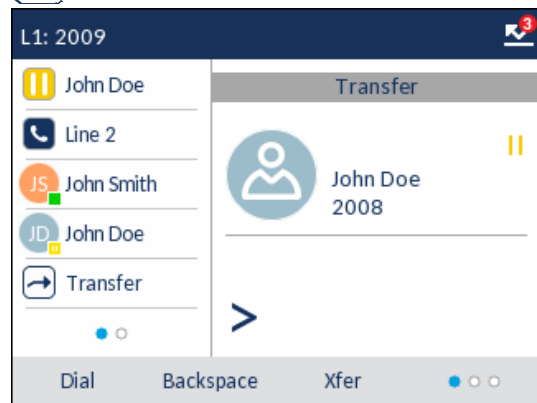 L1: 2009
3
John Doe
Line 2
JS John Smith
JD John Doe
Transfer
Transfer
John Doe
2008
>
Dial Backspace Xfer